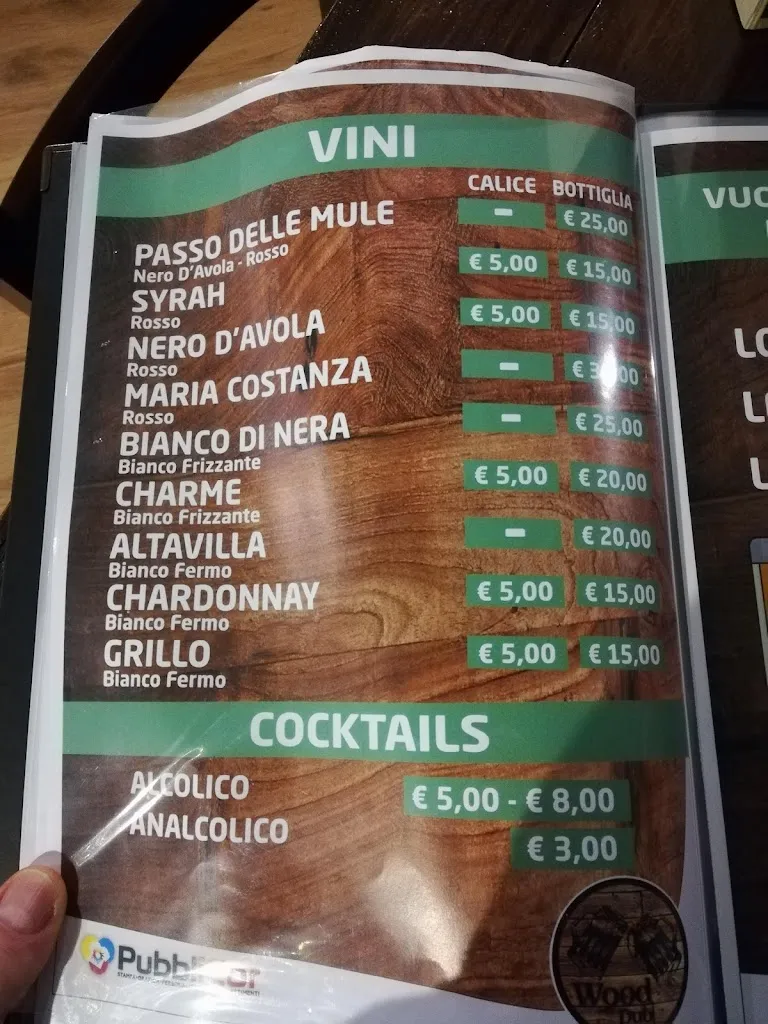 VINI
CALICE BOTTIGLIA
PASSO DELLE MULE - € 25,00
Nero D'Avola - Rosso
SYRAH € 5,00 € 15,00
Rosso
NERO D'AVOLA € 5,00 € 15,00
Rosso
MARIA COSTANZA -
Rosso
BIANCO DI NERA - € 25,00
Bianco Frizzante
CHARME € 5,00 € 20,00
Bianco Frizzante
ALTAVILLA - € 20,00
Bianco Fermo
CHARDONNAY € 5,00 € 15,00
Bianco Fermo
GRILLO € 5,00 € 15,00
Bianco Fermo
COCKTAILS
ALCOLICO € 5,00 - € 8,00
ANALCOLICO € 3,00
Wood